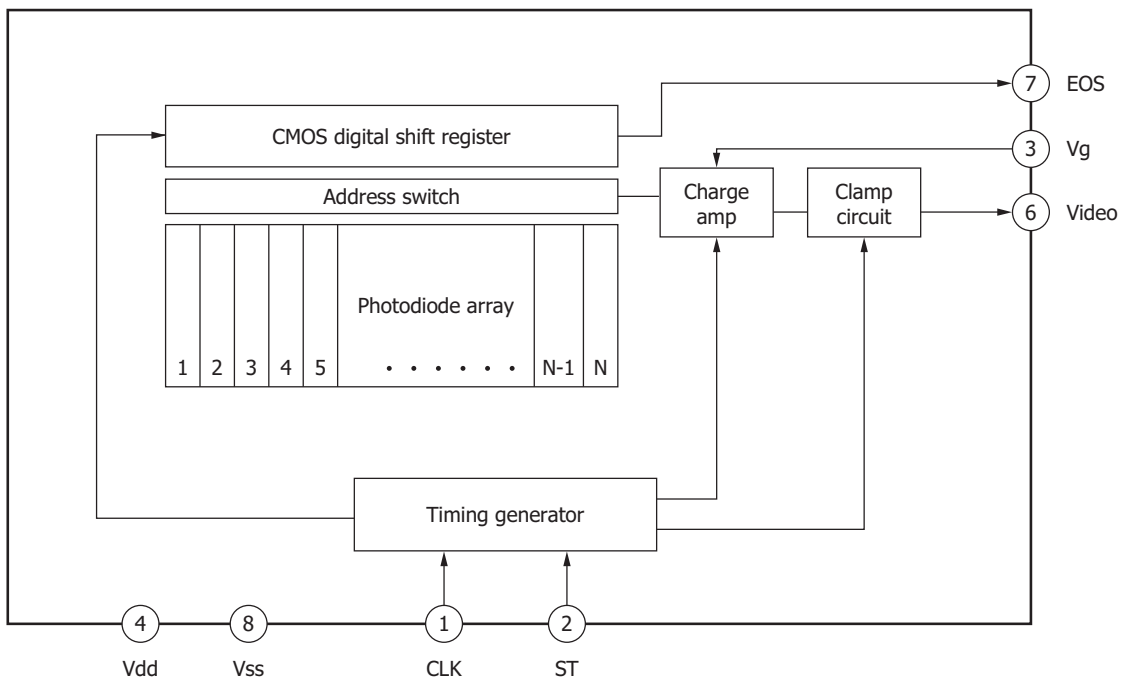 7 EOS
CMOS digital shift register
3 Vg
Address switch
Charge
amp
Clamp
circuit
6 Video
Photodiode array
1 2 3 4 5 · · · · · · N-1 N
Timing generator
4 8 1 2
Vdd Vss CLK ST